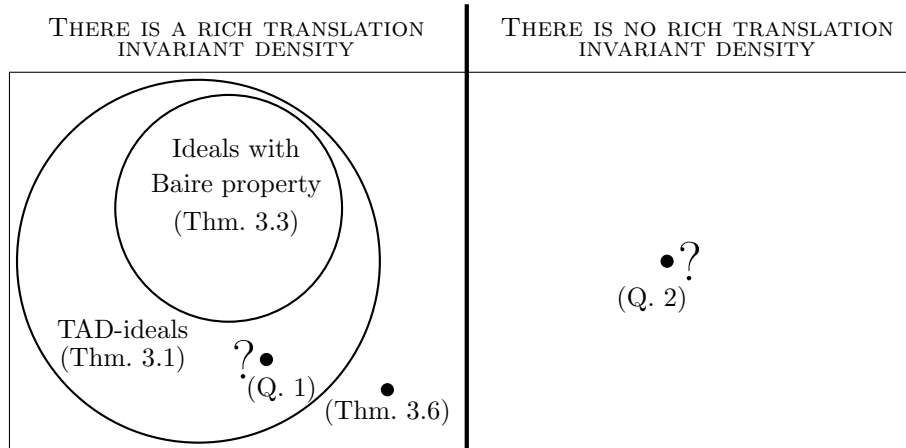 THERE IS A RICH TRANSLATION
INVARIANT DENSITY
THERE IS NO RICH TRANSLATION
INVARIANT DENSITY
Ideals with
Baire property
(Thm. 3.3)
TAD-ideals
(Thm. 3.1)
?
(Q. 1)
(Thm. 3.6)
?
(Q. 2)